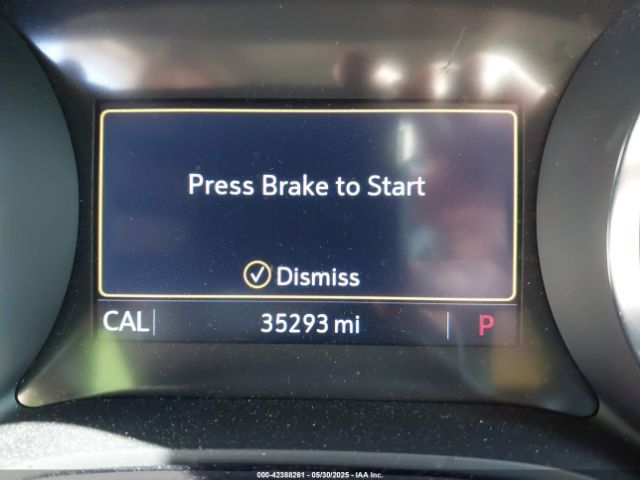 Press Brake to Start
Dismiss
CAL 35293 mi P
000-42388261 - 05/30/2025 - IAA Inc.